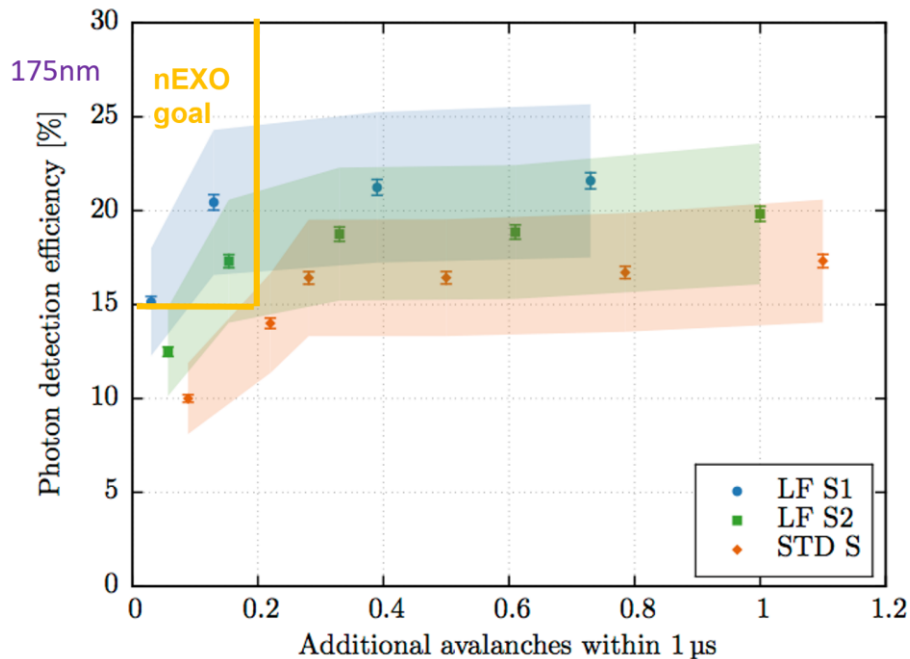 175nm
nEXO
goal
Photon detection efficiency [%]
30
25
20
15
10
5
0
0 0.2 0.4 0.6 0.8 1 1.2
Additional avalanches within 1 µs
LF S1
LF S2
STD S